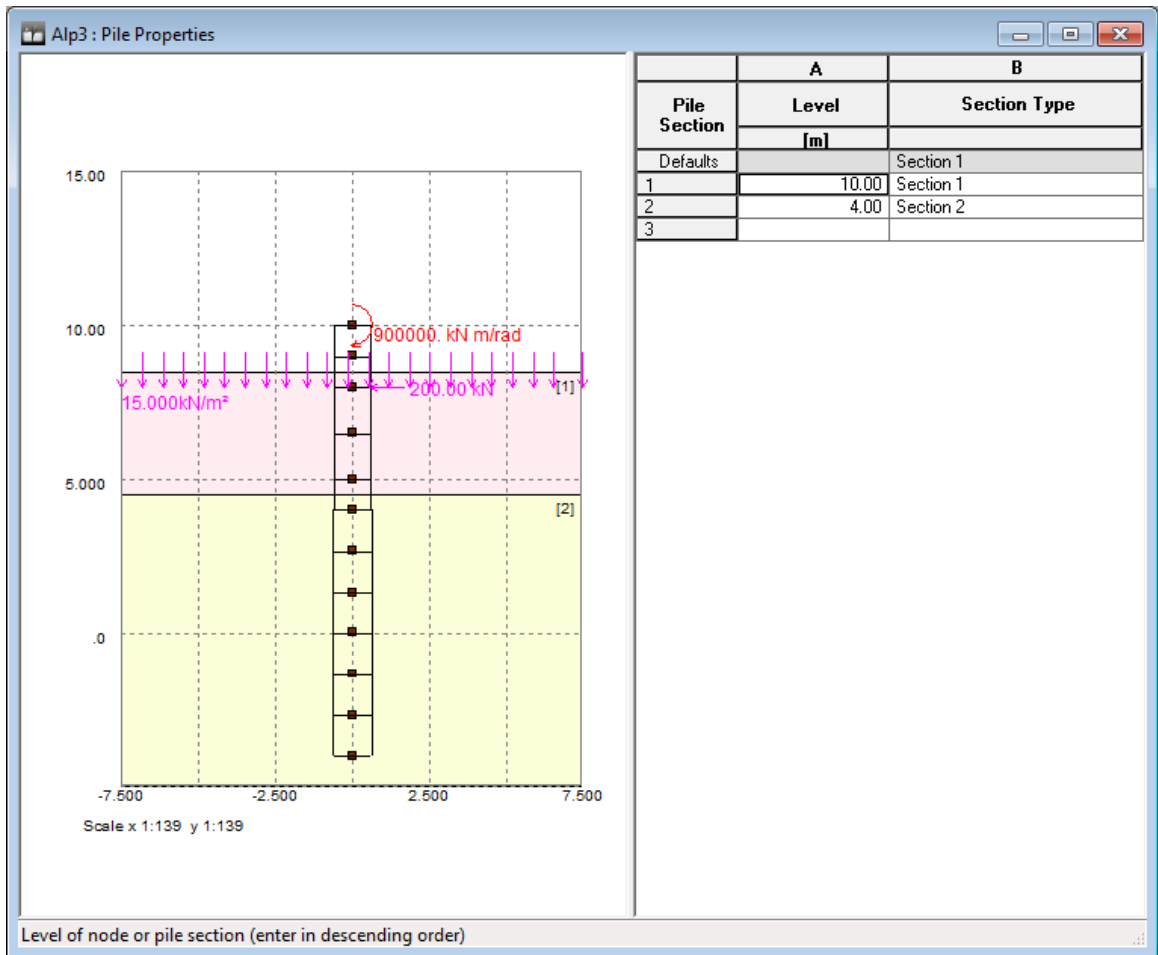 Alp3 : Pile Properties
15.00
10.00
900000. kN m/rad
200.00 kN
[1]
15.000kN/m²
5.000
[2]
.0
-7.500 -2.500 2.500 7.500
Scale x 1:139 y 1:139
A B
Pile Section Level Section Type
[m]
Defaults Section 1
1 10.00 Section 1
2 4.00 Section 2
3
Level of node or pile section (enter in descending order)